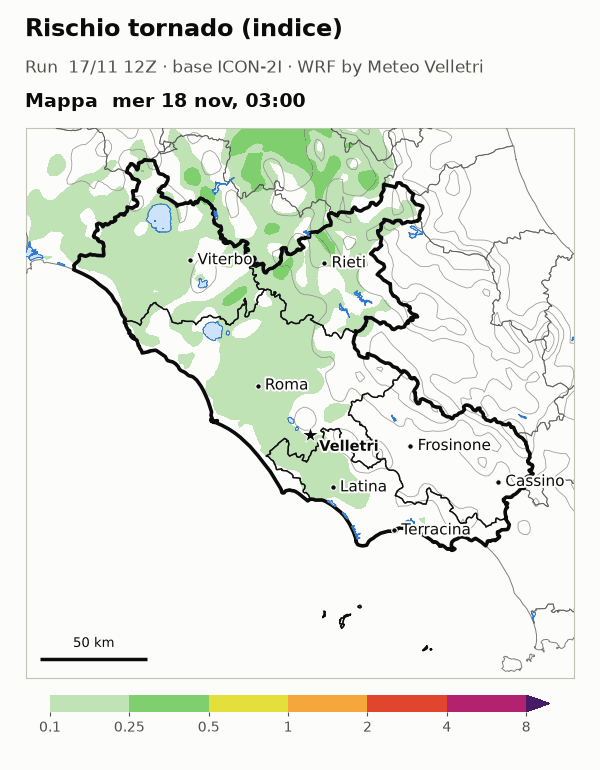 Rischio tornado (indice)
Run  17/11 12Z · base ICON-2I · WRF by Meteo Velletri
Mappa  mer 18 nov, 03:00
Viterbo
Rieti
Roma
Velletri
Frosinone
Latina
Cassino
Terracina
50 km
0.1 0.25 0.5 1 2 4 8